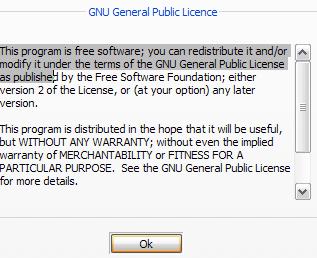 GNU General Public Licence
This program is free software; you can redistribute it and/or
modify it under the terms of the GNU General Public License
as published by the Free Software Foundation; either
version 2 of the License, or (at your option) any later
version.
This program is distributed in the hope that it will be useful,
but WITHOUT ANY WARRANTY; without even the implied
warranty of MERCHANTABILITY or FITNESS FOR A
PARTICULAR PURPOSE.  See the GNU General Public License
for more details.
Ok